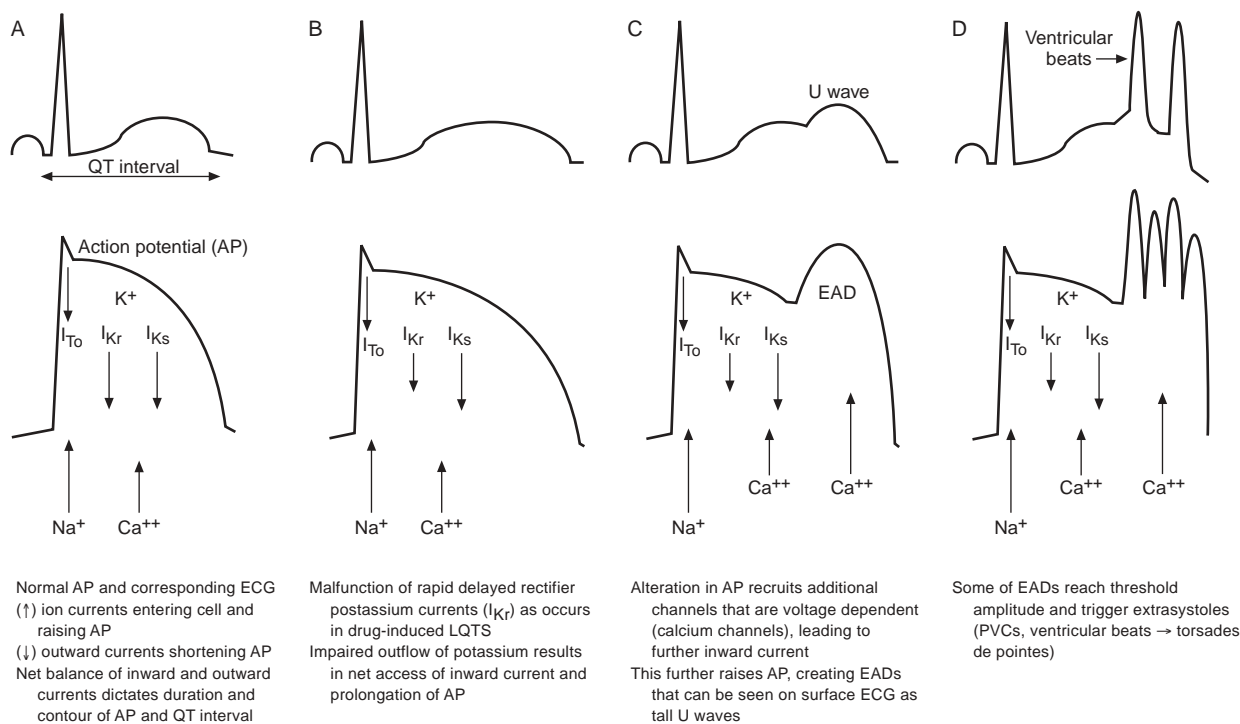 A
QT interval
Action potential (AP)
K+
ITo
IKr
IKs
Na+
Ca++
Normal AP and corresponding ECG
(↑) ion currents entering cell and
raising AP
(↓) outward currents shortening AP
Net balance of inward and outward
currents dictates duration and
contour of AP and QT interval
B
K+
ITo
IKr
IKs
Na+
Ca++
Malfunction of rapid delayed rectifier
postassium currents (IKr) as occurs
in drug-induced LQTS
Impaired outflow of potassium results
in net access of inward current and
prolongation of AP
C
U wave
K+
EAD
ITo
IKr
IKs
Ca++
Ca++
Na+
Alteration in AP recruits additional
channels that are voltage dependent
(calcium channels), leading to
further inward current
This further raises AP, creating EADs
that can be seen on surface ECG as
tall U waves
D
Ventricular
beats
K+
ITo
IKr
IKs
Ca++
Ca++
Na+
Some of EADs reach threshold
amplitude and trigger extrasystoles
(PVCs, ventricular beats → torsades
de pointes)